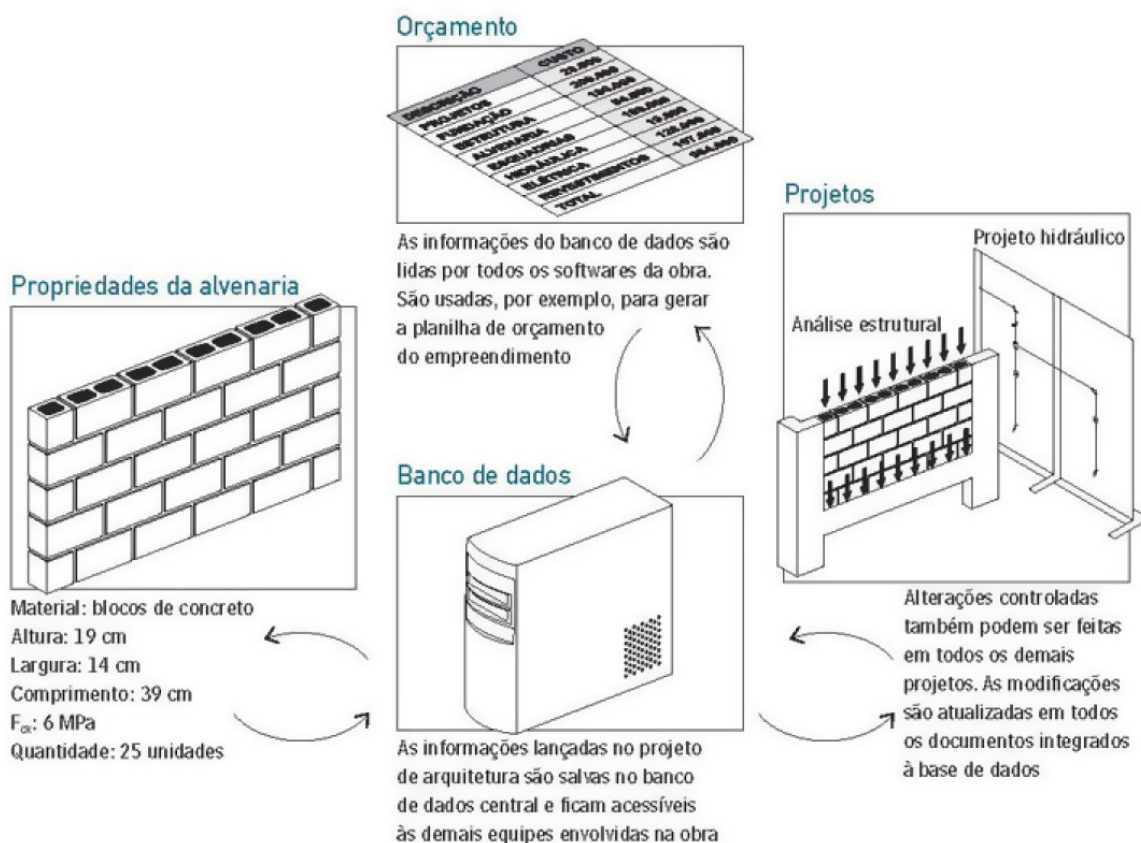 Orçamento
DESCRIÇÃO CUSTO
PROJETOS
FUNDAÇÃO 200.000
ESTRUTURA
ALVENARIA
ESQUADRIAS
HIDRÁULICA
ELÉTRICA
REVESTIMENTOS
TOTAL
As informações do banco de dados são
lidas por todos os softwares da obra.
São usadas, por exemplo, para gerar
a planilha de orçamento
do empreendimento
Propriedades da alvenaria
Material: blocos de concreto
Altura: 19 cm
Largura: 14 cm
Comprimento: 39 cm
Fck: 6 MPa
Quantidade: 25 unidades
Banco de dados
As informações lançadas no projeto
de arquitetura são salvas no banco
de dados central e ficam acessíveis
às demais equipes envolvidas na obra
Projetos
Projeto hidráulico
Análise estrutural
Alterações controladas
também podem ser feitas
em todos os demais
projetos. As modificações
são atualizadas em todos
os documentos integrados
à base de dados